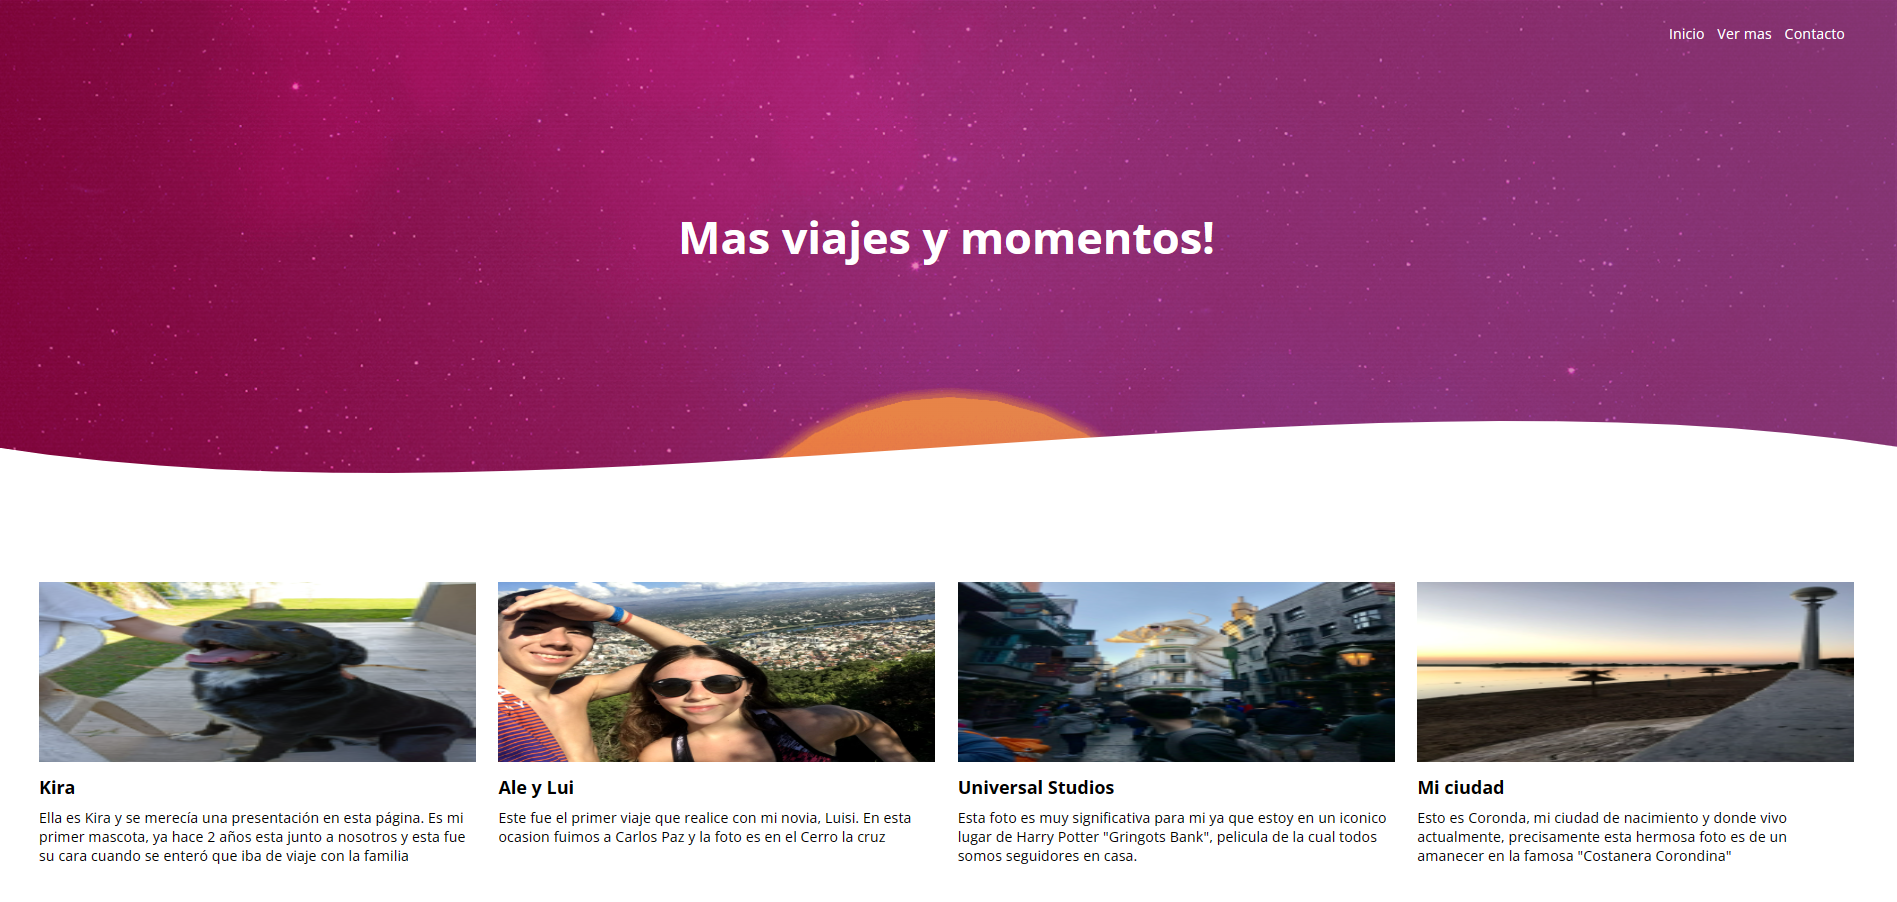 Inicio Ver mas Contacto
Mas viajes y momentos!
Kira
Ella es Kira y se merecía una presentación en esta página. Es mi
primer mascota, ya hace 2 años esta junto a nosotros y esta fue
su cara cuando se enteró que iba de viaje con la familia
Ale y Lui
Este fue el primer viaje que realice con mi novia, Luisi. En esta
ocasion fuimos a Carlos Paz y la foto es en el Cerro la cruz
Universal Studios
Esta foto es muy significativa para mi ya que estoy en un iconico
lugar de Harry Potter "Gringots Bank", pelicula de la cual todos
somos seguidores en casa.
Mi ciudad
Esto es Coronda, mi ciudad de nacimiento y donde vivo
actualmente, precisamente esta hermosa foto es de un
amanecer en la famosa "Costanera Corondina"